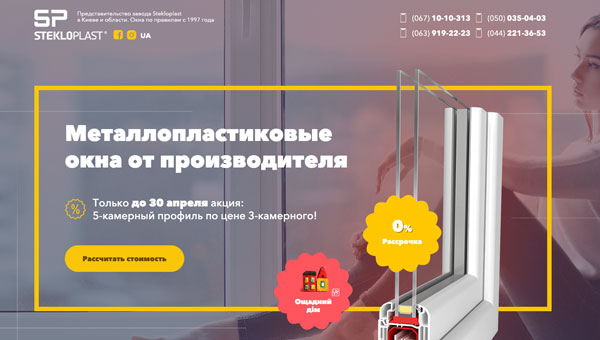 SP
STEKLOPLAST®
Представительство завода Stekloplast
в Киеве и области. Окна по правилам с 1997 года
UA
(067) 10-10-313
(050) 035-04-03
(063) 919-22-23
(044) 221-36-53
Металлопластиковые
окна от производителя
Только до 30 апреля акция:
5-камерный профиль по цене 3-камерного!
Рассчитать стоимость
0%
Рассрочка
Ощадний
дім